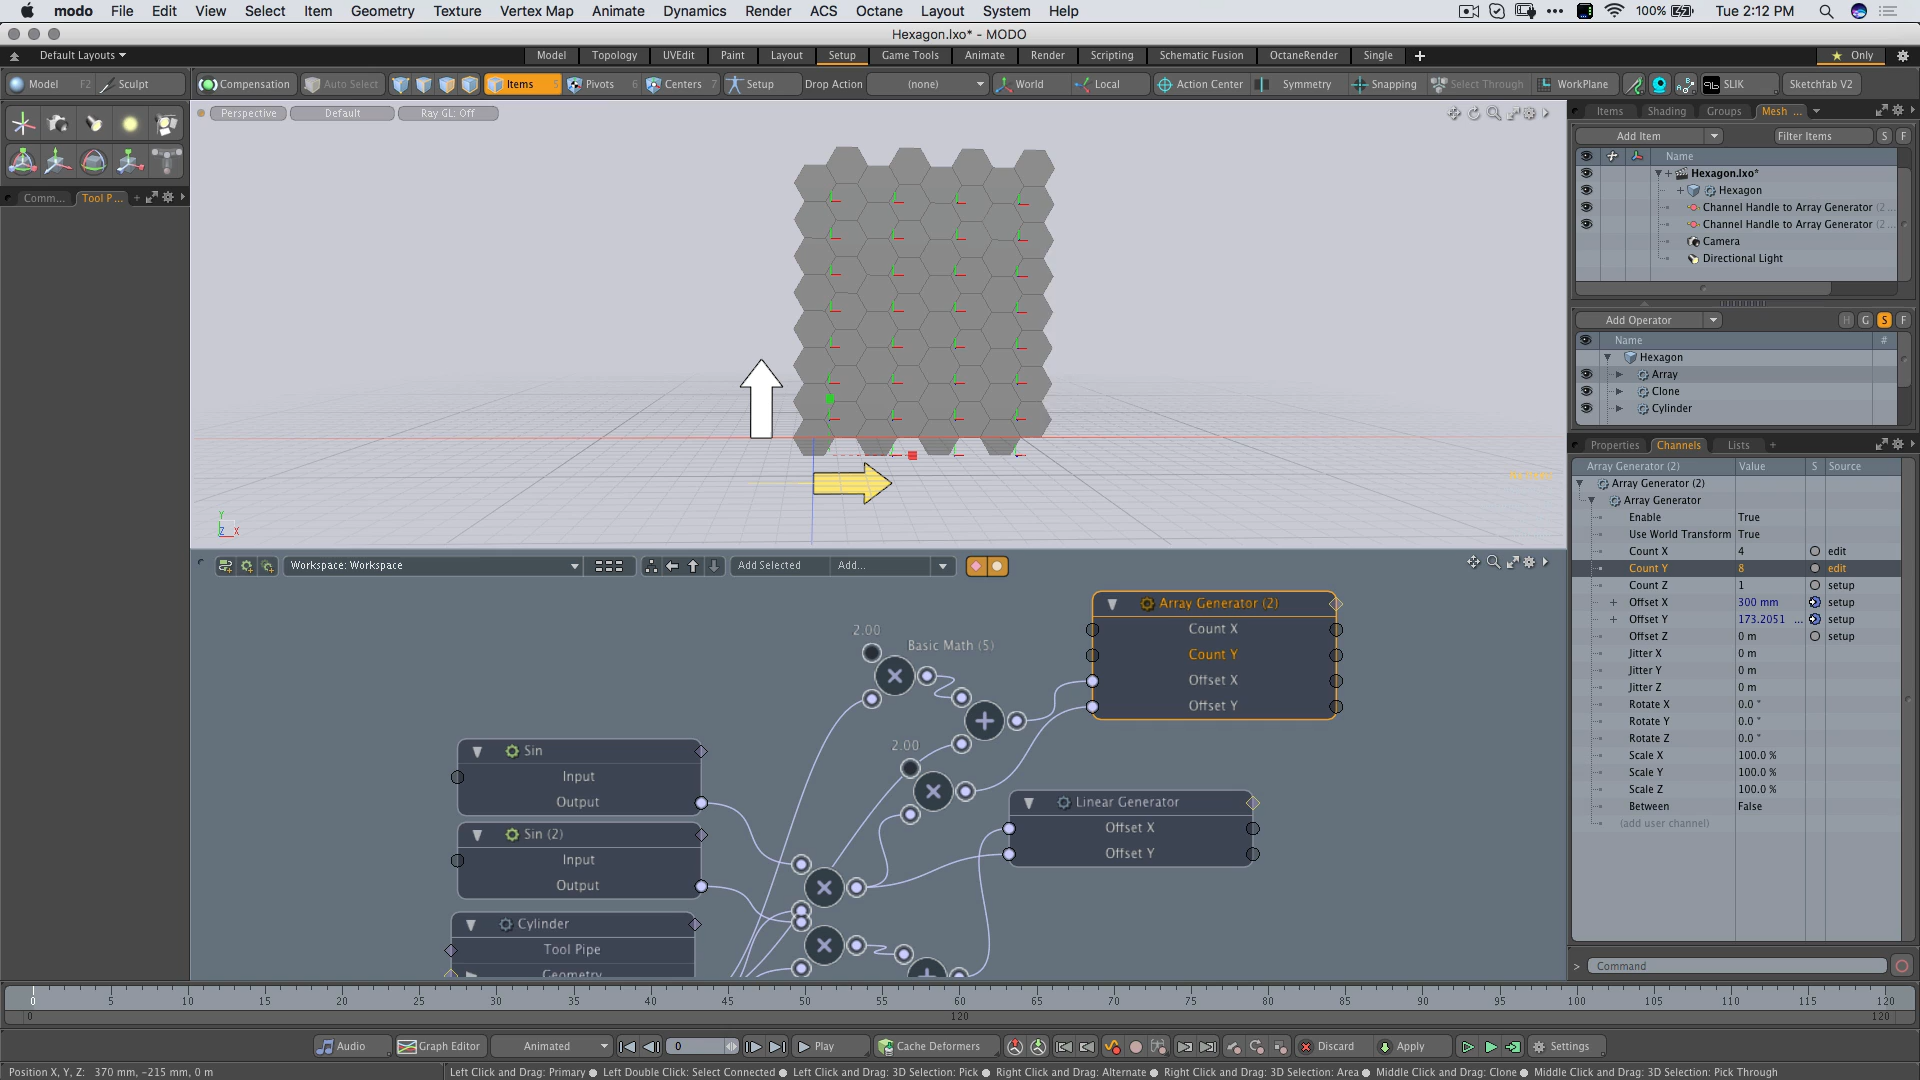 modo File Edit View Select Item Geometry Texture Vertex Map Animate Dynamics Render ACS Octane Layout System Help 100% Tue 2:12 PM
Hexagon.lxo* - MODO
Default Layouts Model Topology UVEdit Paint Layout Setup Game Tools Animate Render Scripting Schematic Fusion OctaneRender Single + Only
Model F2 Sculpt Compensation Auto Select Items 5 Pivots 6 Centers 7 Setup Drop Action (none) World Local Action Center Symmetry Snapping Select Through WorkPlane SLIK Sketchfab V2
Perspective Default Ray GL: Off
Items Shading Groups Mesh ...
Add Item Filter Items S F
Name
Hexagon.lxo*
Hexagon
Channel Handle to Array Generator (2 ...
Channel Handle to Array Generator (2 ...
Camera
Directional Light
Comm... Tool P... +
Add Operator H G S F
Name #
Hexagon
Array
Clone
Cylinder
Properties Channels Lists +
Array Generator (2) Value S Source
Array Generator (2)
Array Generator
Enable True
Use World Transform True
Count X 4 edit
Count Y 8 edit
Count Z 1 setup
Offset X 300 mm setup
Offset Y 173.2051 ... setup
Offset Z 0 m setup
Jitter X 0 m
Jitter Y 0 m
Jitter Z 0 m
Rotate X 0.0 °
Rotate Y 0.0 °
Rotate Z 0.0 °
Scale X 100.0 %
Scale Y 100.0 %
Scale Z 100.0 %
Between False
(add user channel)
Y
Z X
Workspace: Workspace Add Selected Add...
Array Generator (2)
Count X
Count Y
Offset X
Offset Y
2.00
Basic Math (5)
2.00
Sin
Input
Output
Sin (2)
Input
Output
Linear Generator
Offset X
Offset Y
Cylinder
Tool Pipe
Geometry
> Command
0 5 10 15 20 25 30 35 40 45 50 55 60 65 70 75 80 85 90 95 100 105 110 115 120
0 120 120
Audio Graph Editor Animated 0 Play Cache Deformers Discard Apply Settings
Position X, Y, Z: 370 mm, -215 mm, 0 m Left Click and Drag: Primary ● Left Double Click: Select Connected ● Left Click and Drag: 3D Selection: Pick ● Right Click and Drag: Alternate ● Right Click and Drag: 3D Selection: Area ● Middle Click and Drag: Clone ● Middle Click and Drag: 3D Selection: Pick Through